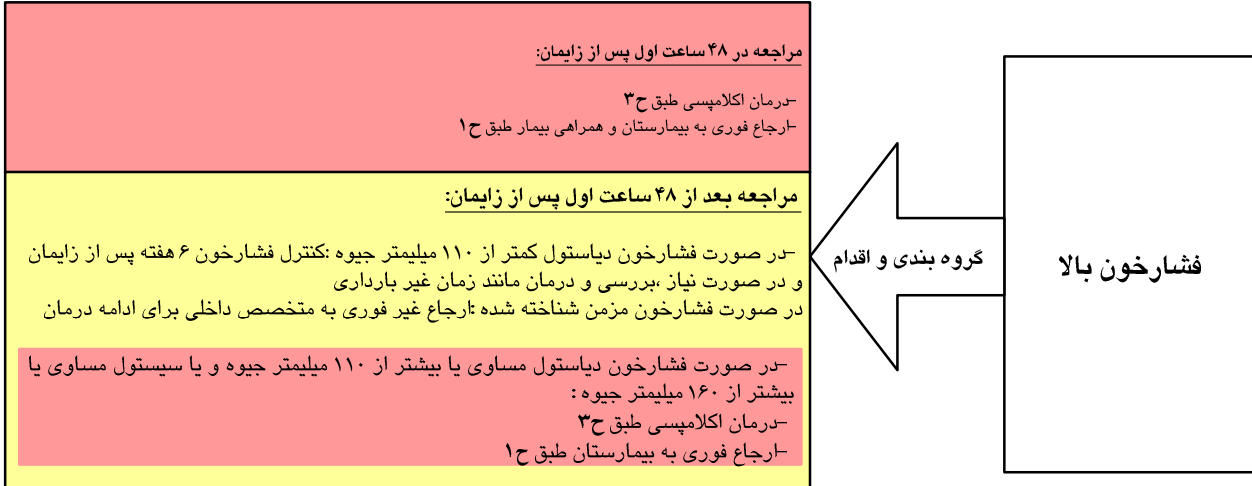 فشارخون بالا
گروه بندی و اقدام
مراجعه در ۴۸ ساعت اول پس از زایمان:
-درمان اکلامپسی طبق ح۳
-ارجاع فوری به بیمارستان و همراهی بیمار طبق ح۱
مراجعه بعد از ۴۸ ساعت اول پس از زایمان:
-در صورت فشارخون دیاستول کمتر از ۱۱۰ میلیمتر جیوه :کنترل فشارخون ۶ هفته پس از زایمان
و در صورت نیاز ،بررسی و درمان مانند زمان غیر بارداری
در صورت فشارخون مزمن شناخته شده :ارجاع غیر فوری به متخصص داخلی برای ادامه درمان
-در صورت فشارخون دیاستول مساوی یا بیشتر از ۱۱۰ میلیمتر جیوه و یا سیستول مساوی یا
بیشتر از ۱۶۰ میلیمتر جیوه :
-درمان اکلامپسی طبق ح۳
-ارجاع فوری به بیمارستان طبق ح۱